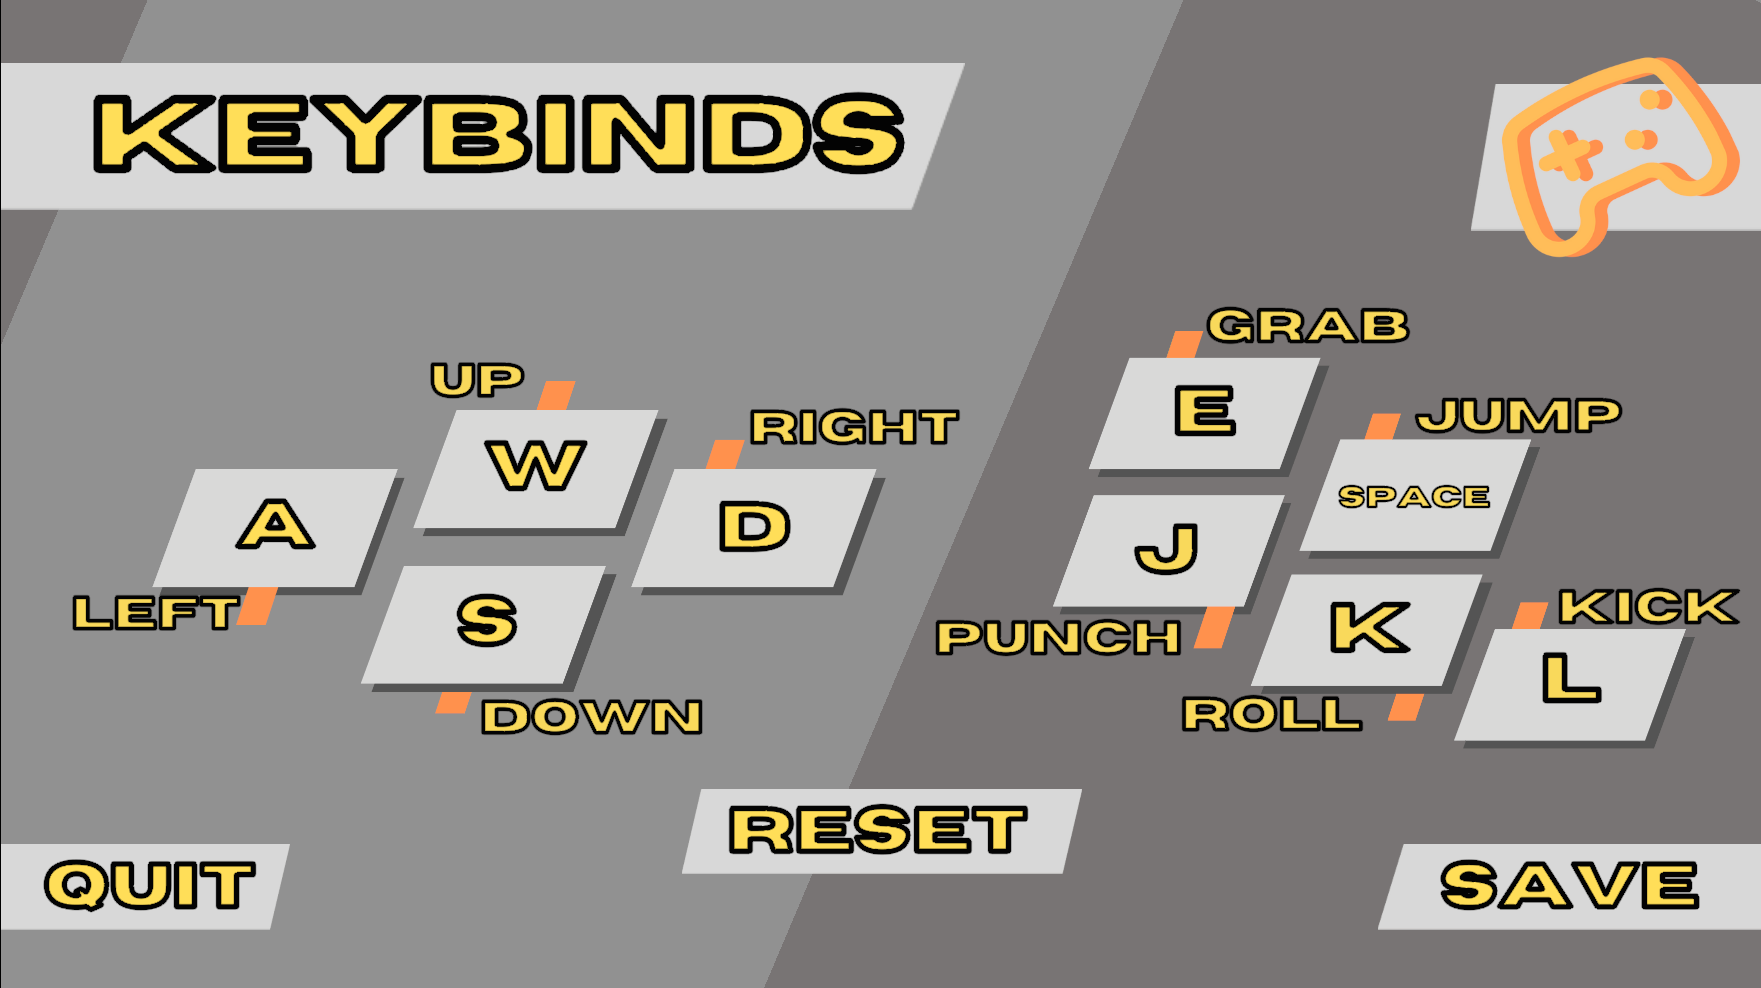 KEYBINDS
UP
W
RIGHT
D
A
LEFT
S
DOWN
GRAB
E
JUMP
SPACE
J
PUNCH
K
ROLL
KICK
L
QUIT
RESET
SAVE